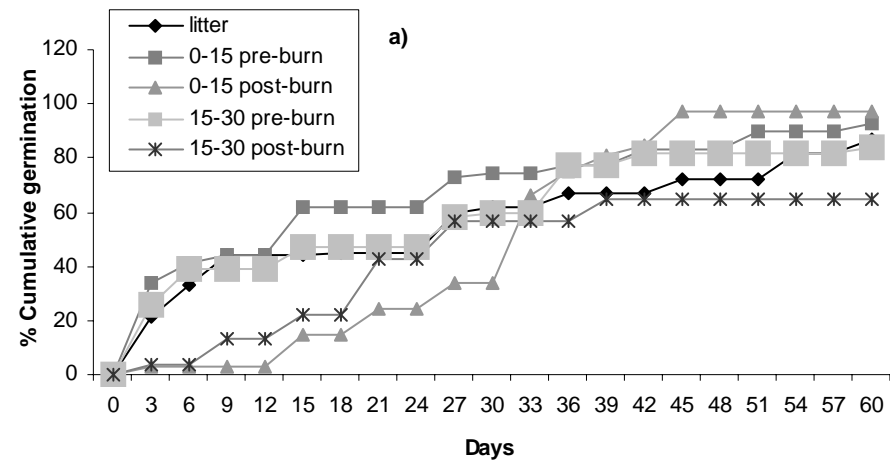 litter
0-15 pre-burn
0-15 post-burn
15-30 pre-burn
15-30 post-burn
a)
% Cumulative germination
120
100
80
60
40
20
0
0 3 6 9 12 15 18 21 24 27 30 33 36 39 42 45 48 51 54 57 60
Days